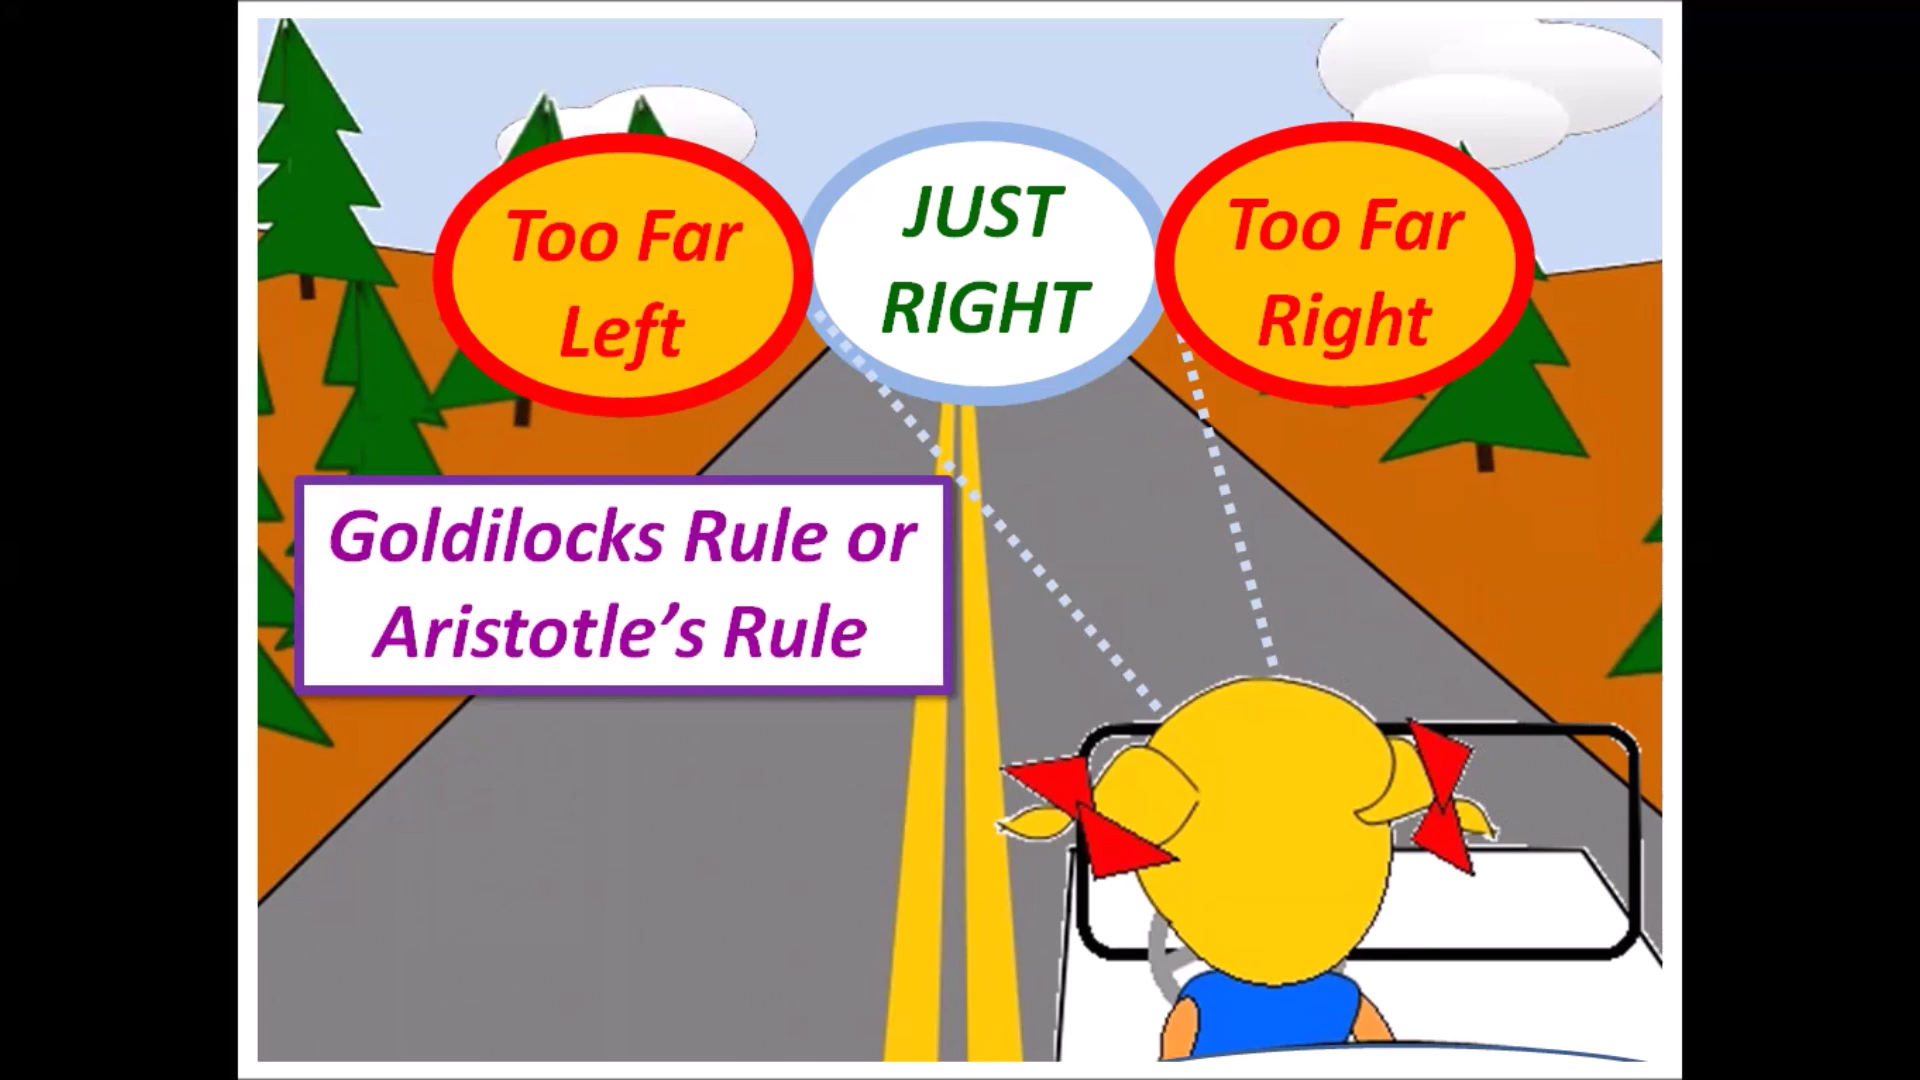 Too Far
Left
JUST
RIGHT
Too Far
Right
Goldilocks Rule or
Aristotle’s Rule